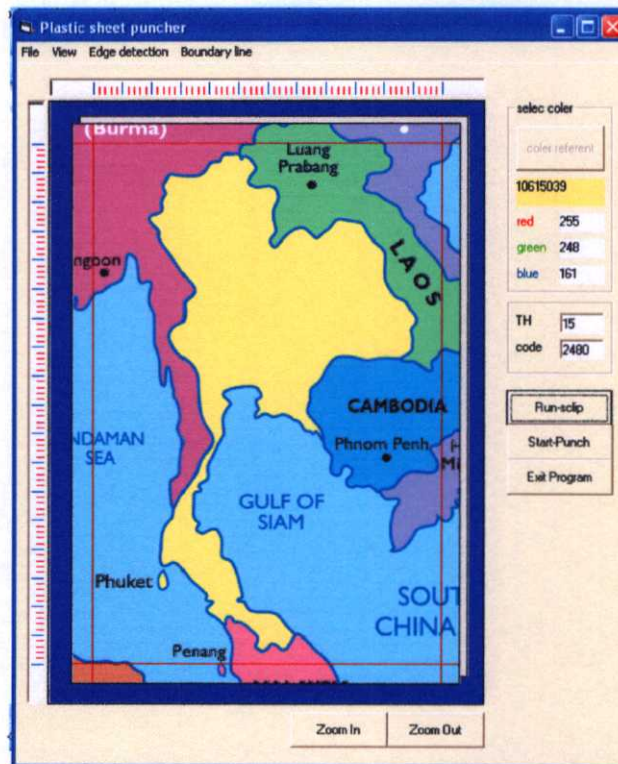 Plastic sheet puncher
File View Edge detection Boundary line
(Burma)
Luang
Prabang
ngoon
LAOS
CAMBODIA
Phnom Penh
NDAMAN
SEA
GULF OF
SIAM
Phuket
SOUT
CHINA
Penang
selec coler
coler referent
10615039
red 255
green 248
blue 161
TH 15
code 2480
Run-sclip
Start-Punch
Exit Program
Zoom In Zoom Out